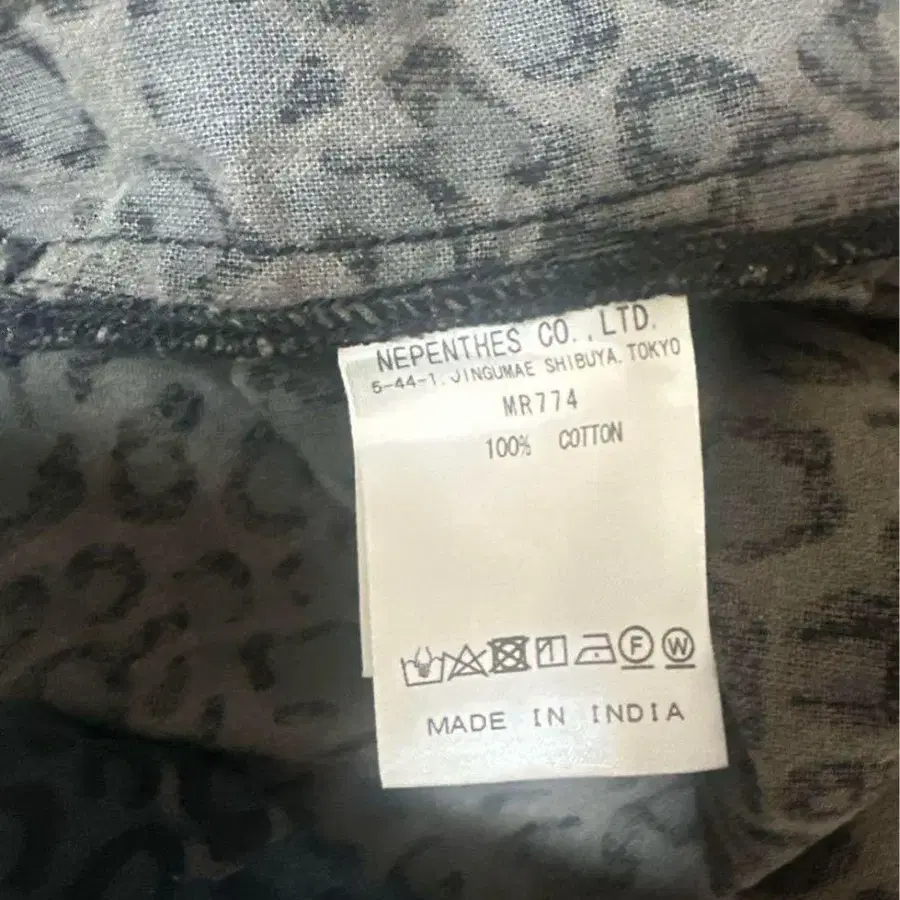 NEPENTHES CO., LTD.
5-44-1, JINGUMAE SHIBUYA, TOKYO
MR774
100% COTTON
F W
MADE IN INDIA